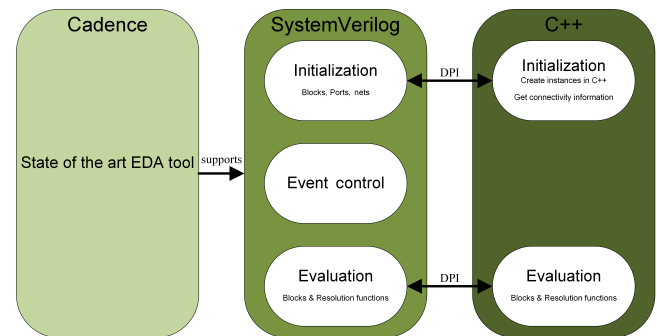 Cadence
State of the art EDA tool
supports
SystemVerilog
Initialization
Blocks, Ports, nets
Event control
Evaluation
Blocks & Resolution functions
DPI
DPI
C++
Initialization
Create instances in C++
Get connectivity information
Evaluation
Blocks & Resolution functions